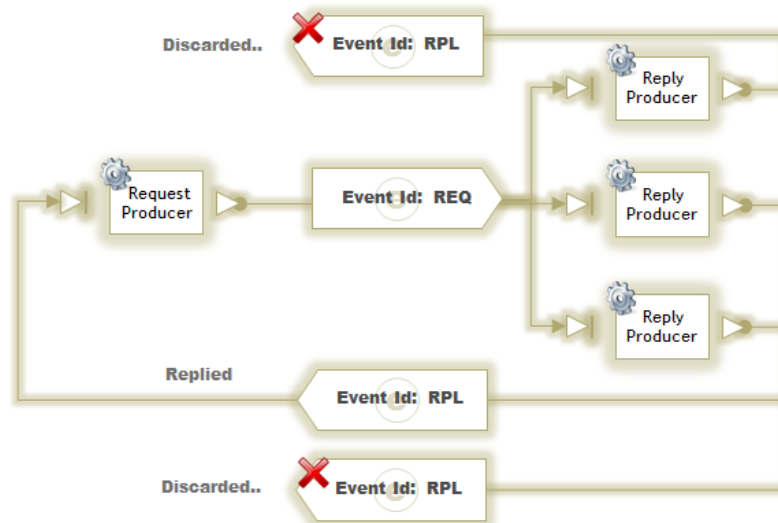 Discarded..
Event Id: RPL
Reply
Producer
Request
Producer
Event Id: REQ
Reply
Producer
Reply
Producer
Replied
Event Id: RPL
Discarded..
Event Id: RPL